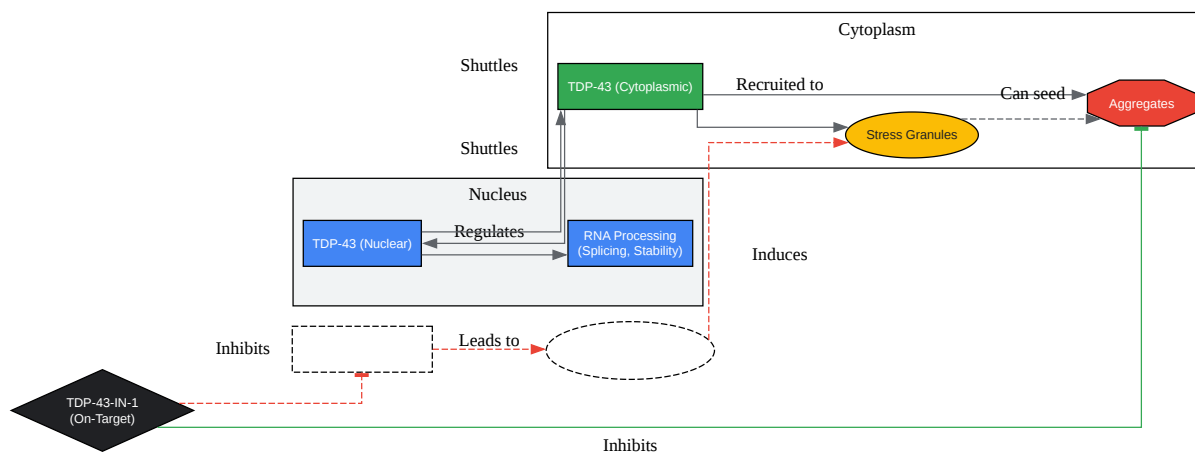 Cytoplasm
Shuttles
TDP-43 (Cytoplasmic)
Recruited to
Can seed
Aggregates
Stress Granules
Shuttles
Nucleus
TDP-43 (Nuclear)
Regulates
RNA Processing
(Splicing, Stability)
Induces
Inhibits
Leads to
TDP-43-IN-1
(On-Target)
Inhibits